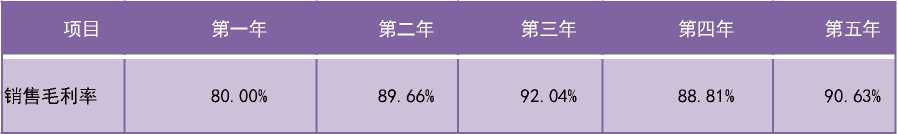 项目 第一年 第二年 第三年 第四年 第五年
销售毛利率 80.00% 89.66% 92.04% 88.81% 90.63%